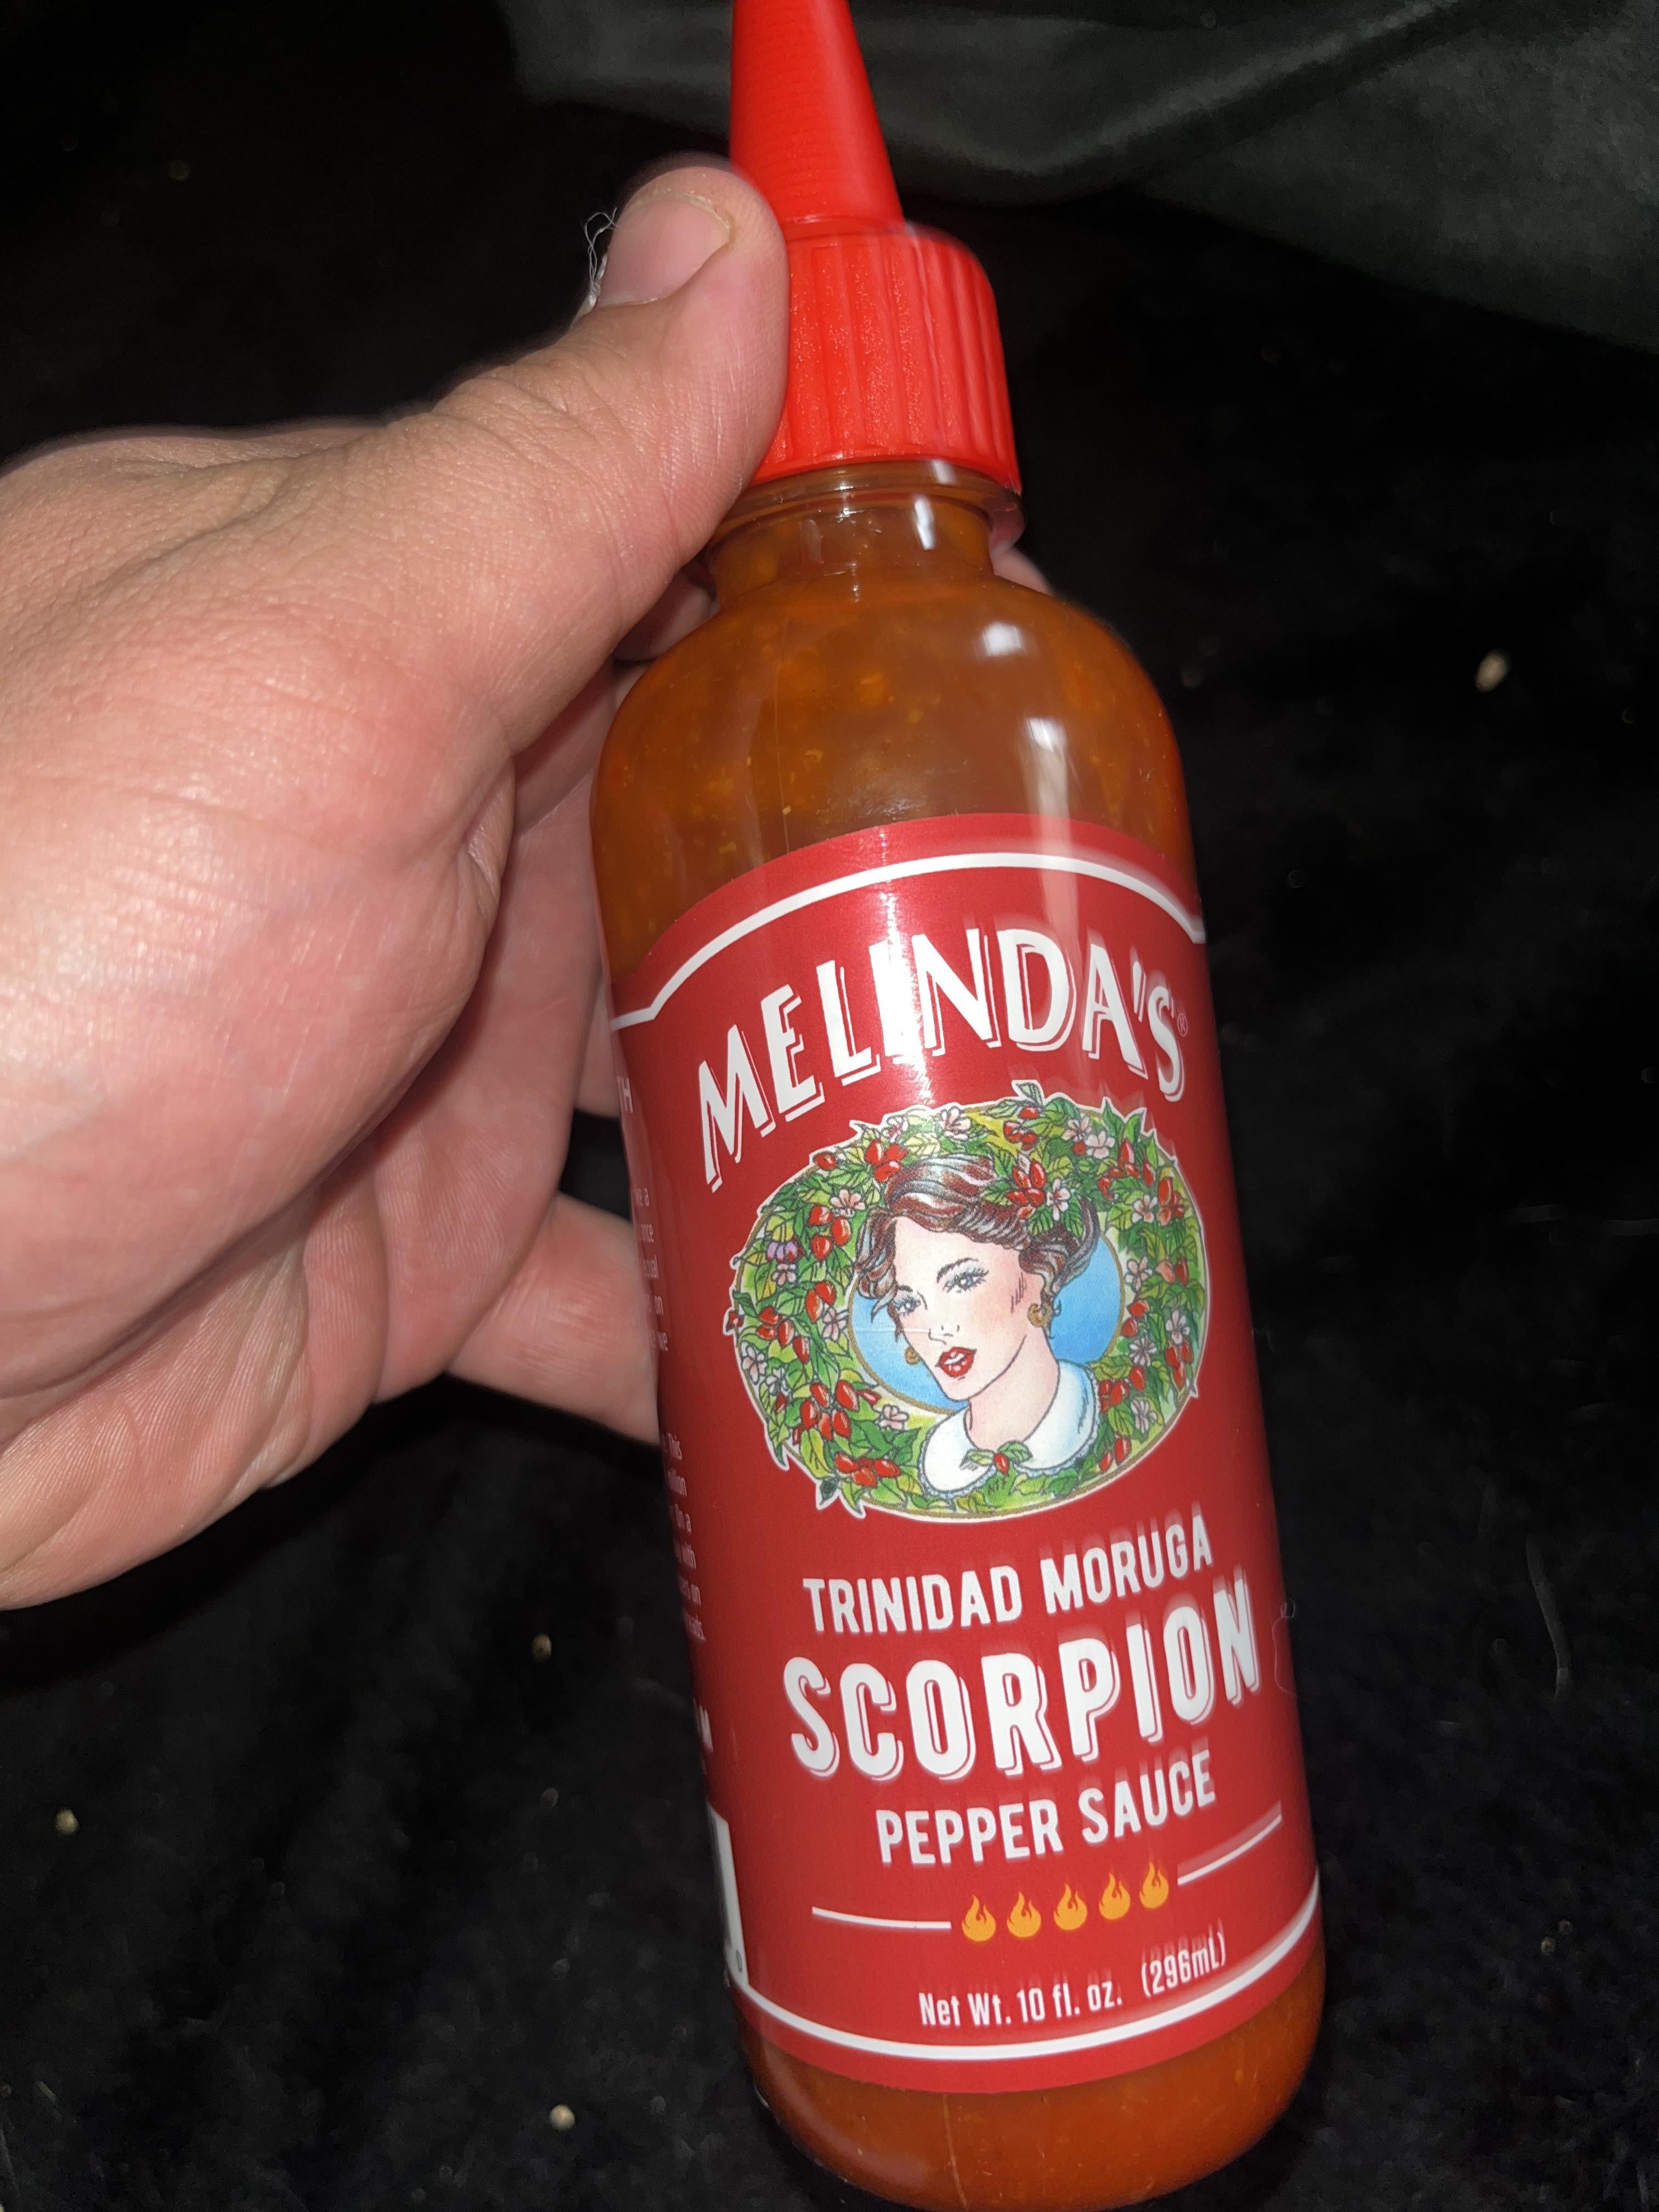 MELINDA'S®
TRINIDAD MORUGA
SCORPION
PEPPER SAUCE
Net Wt. 10 fl. oz. (296mL)